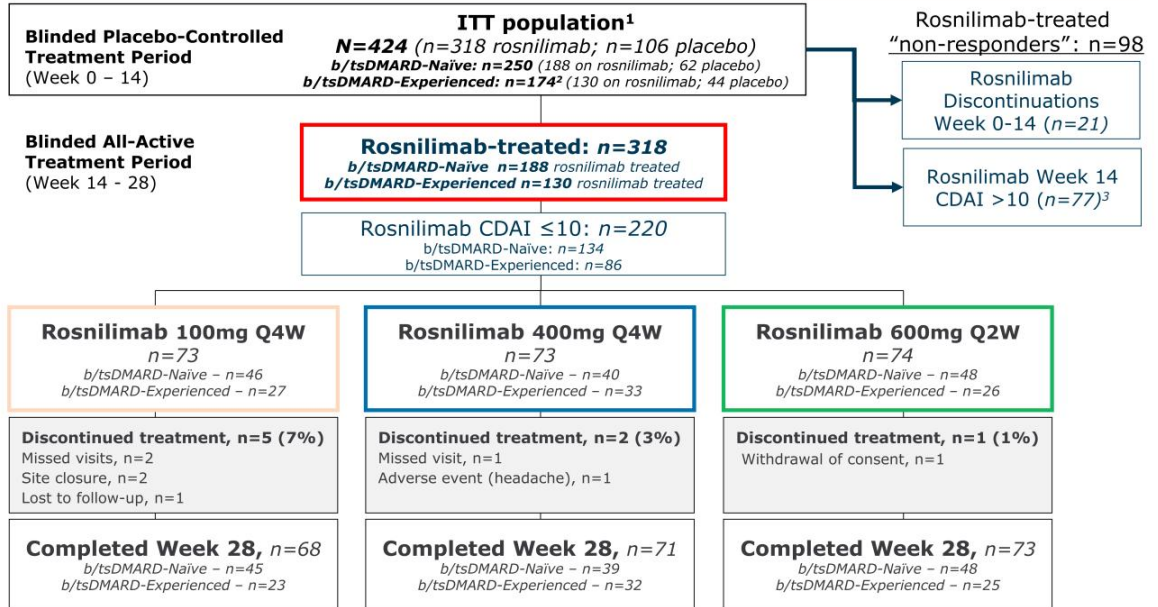 Blinded Placebo-Controlled
Treatment Period
(Week 0 – 14)
ITT population¹
N=424 (n=318 rosnilimab; n=106 placebo)
b/tsDMARD-Naïve: n=250 (188 on rosnilimab; 62 placebo)
b/tsDMARD-Experienced: n=174² (130 on rosnilimab; 44 placebo)
Rosnilimab-treated
“non-responders”: n=98
Rosnilimab
Discontinuations
Week 0-14 (n=21)
Rosnilimab Week 14
CDAI >10 (n=77)³
Blinded All-Active
Treatment Period
(Week 14 - 28)
Rosnilimab-treated: n=318
b/tsDMARD-Naïve n=188 rosnilimab treated
b/tsDMARD-Experienced n=130 rosnilimab treated
Rosnilimab CDAI ≤10: n=220
b/tsDMARD-Naïve: n=134
b/tsDMARD-Experienced: n=86
Rosnilimab 100mg Q4W
n=73
b/tsDMARD-Naïve – n=46
b/tsDMARD-Experienced – n=27
Rosnilimab 400mg Q4W
n=73
b/tsDMARD-Naïve – n=40
b/tsDMARD-Experienced – n=33
Rosnilimab 600mg Q2W
n=74
b/tsDMARD-Naïve – n=48
b/tsDMARD-Experienced – n=26
Discontinued treatment, n=5 (7%)
Missed visits, n=2
Site closure, n=2
Lost to follow-up, n=1
Discontinued treatment, n=2 (3%)
Missed visit, n=1
Adverse event (headache), n=1
Discontinued treatment, n=1 (1%)
Withdrawal of consent, n=1
Completed Week 28, n=68
b/tsDMARD-Naïve – n=45
b/tsDMARD-Experienced – n=23
Completed Week 28, n=71
b/tsDMARD-Naïve – n=39
b/tsDMARD-Experienced – n=32
Completed Week 28, n=73
b/tsDMARD-Naïve – n=48
b/tsDMARD-Experienced – n=25